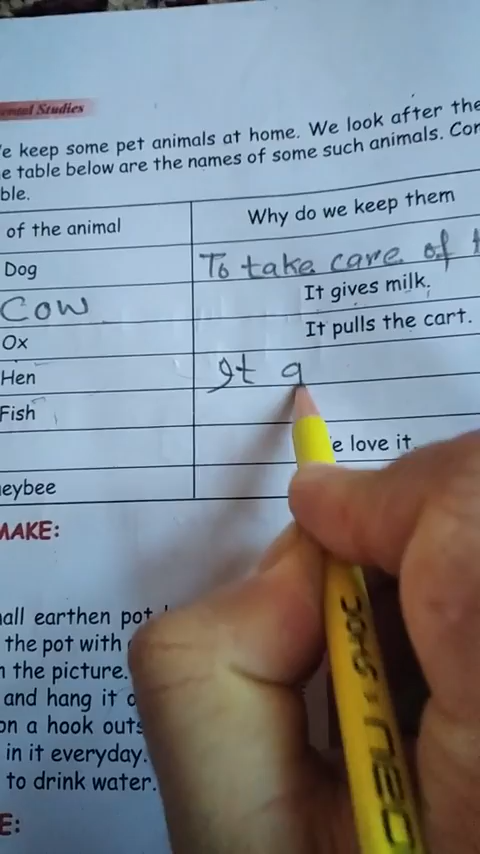 ental Studies
e keep some pet animals at home. We look after the
e table below are the names of some such animals. Con
ble.
of the animal Why do we keep them
Dog To take care of
Cow It gives milk.
Ox It pulls the cart.
Hen It g
Fish
e love it.
eybee
MAKE:
all earthen pot
the pot with
n the picture.
and hang it o
on a hook outs
in it everyday.
to drink water.
E: